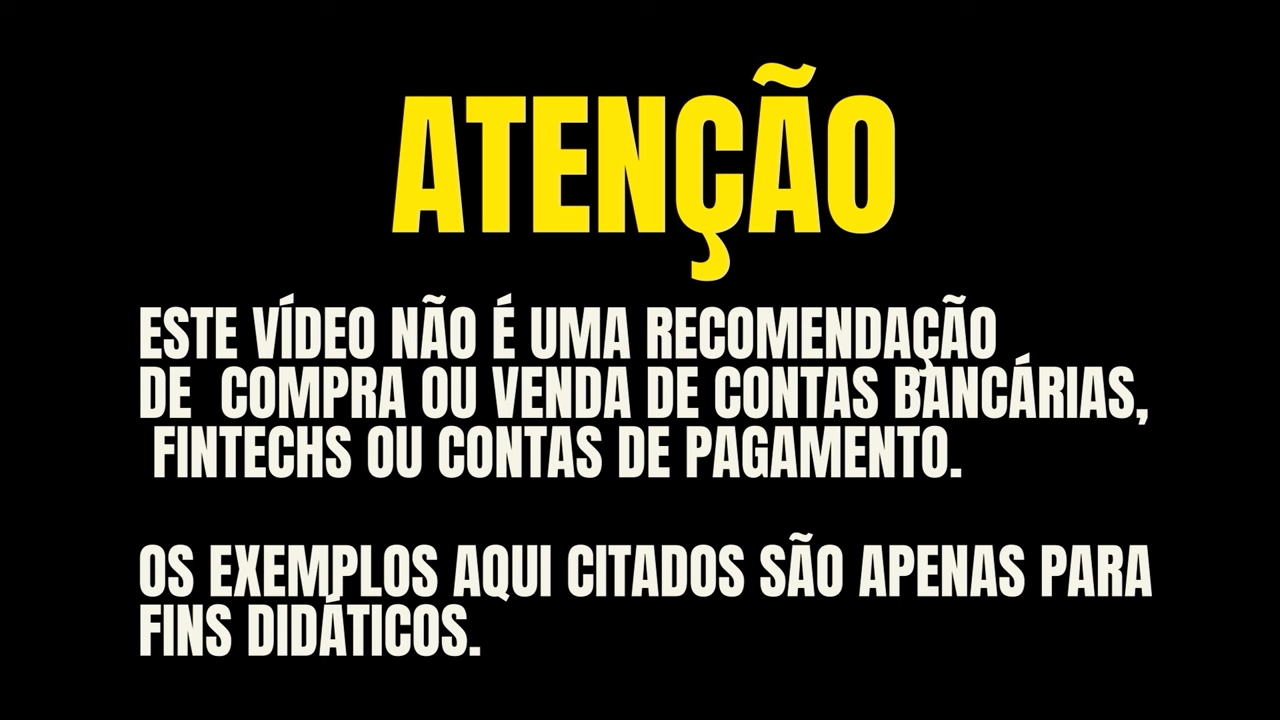 ATENÇÃO
ESTE VÍDEO NÃO É UMA RECOMENDAÇÃO
DE COMPRA OU VENDA DE CONTAS BANCÁRIAS,
FINTECHS OU CONTAS DE PAGAMENTO.
OS EXEMPLOS AQUI CITADOS SÃO APENAS PARA
FINS DIDÁTICOS.